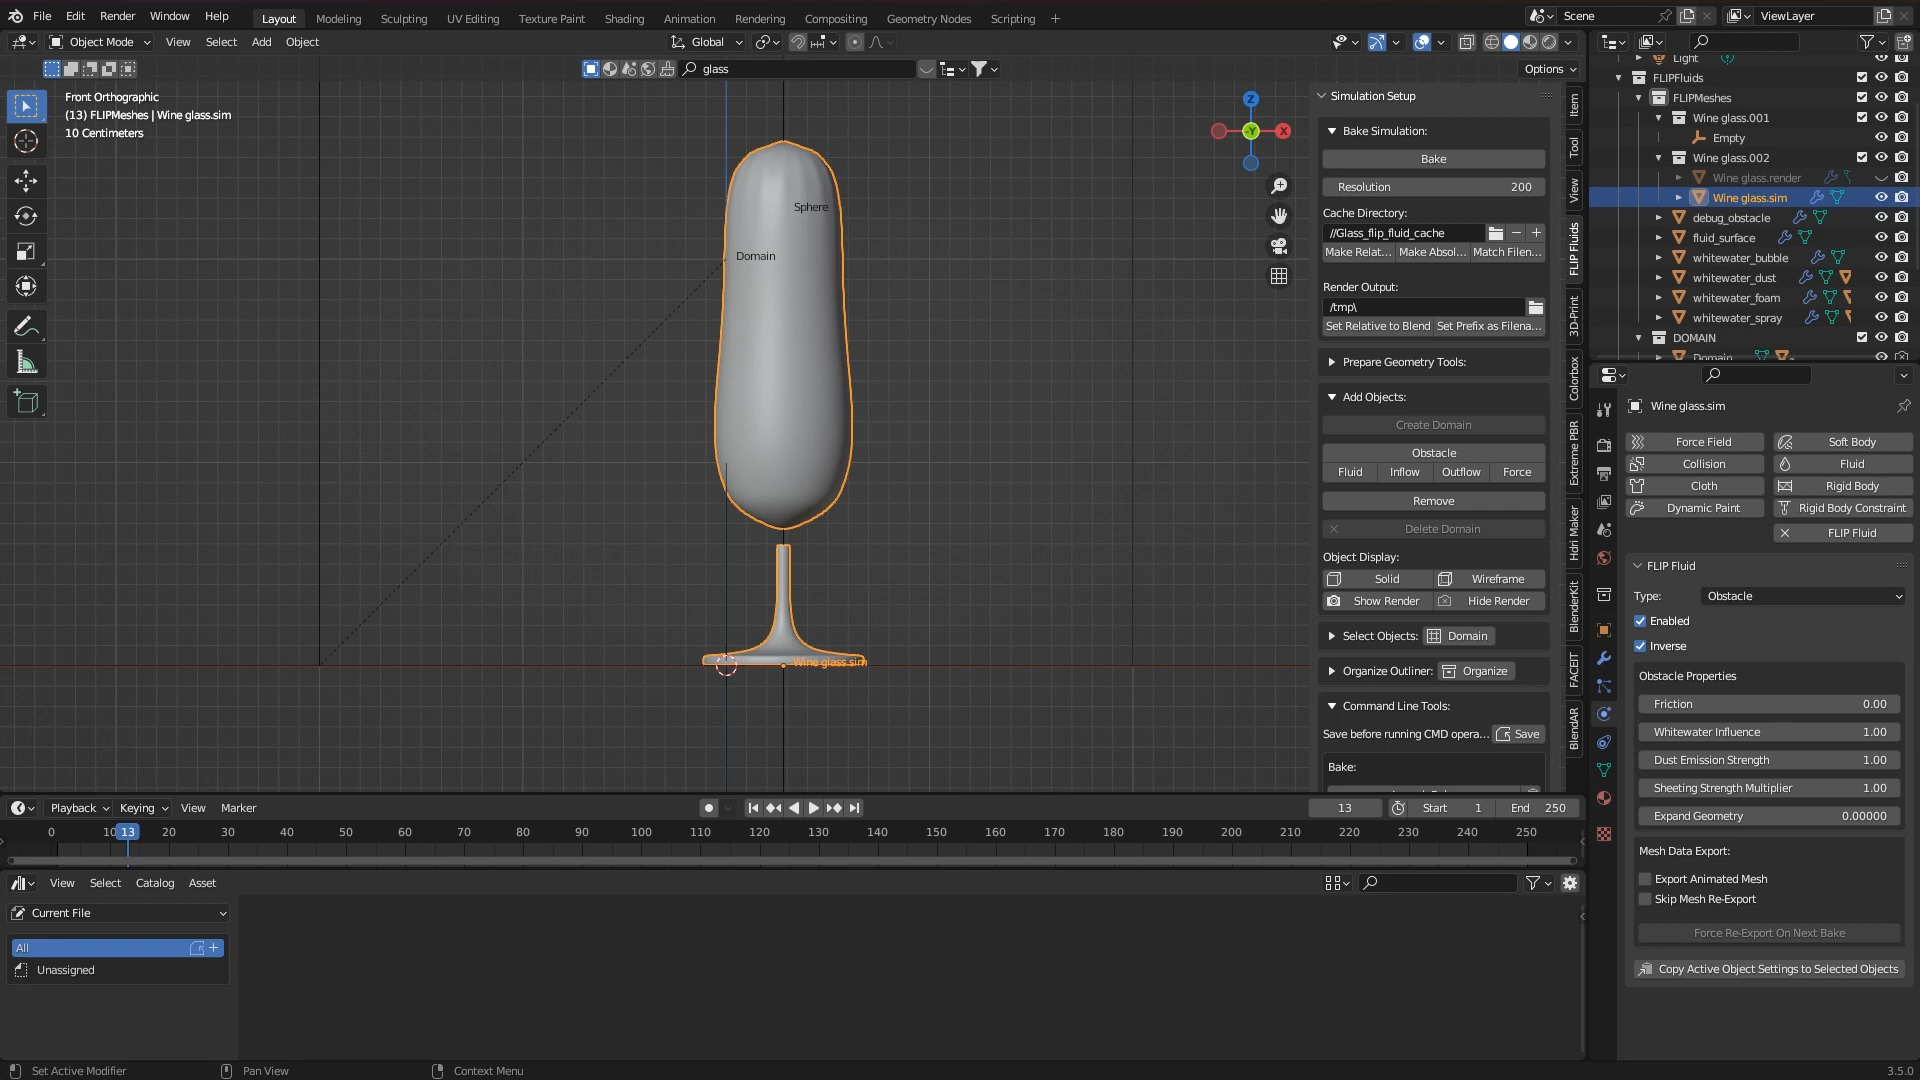 File Edit Render Window Help Layout Modeling Sculpting UV Editing Texture Paint Shading Animation Rendering Compositing Geometry Nodes Scripting + Scene ViewLayer
Object Mode View Select Add Object Global
glass Options
Front Orthographic
(13) FLIPMeshes | Wine glass.sim
10 Centimeters
Sphere
Domain
Wine glass.sim
Z
-Y X
Simulation Setup
Bake Simulation:
Bake
Resolution 200
Cache Directory:
//Glass_flip_fluid_cache
Make Relat... Make Absol... Match Filen...
Render Output:
/tmp\
Set Relative to Blend Set Prefix as Filena...
Prepare Geometry Tools:
Add Objects:
Create Domain
Obstacle
Fluid Inflow Outflow Force
Remove
Delete Domain
Object Display:
Solid Wireframe
Show Render Hide Render
Select Objects: Domain
Organize Outliner: Organize
Command Line Tools:
Save before running CMD opera... Save
Bake:
Item
Tool
View
FLIP Fluids
3D-Print
Colorbox
Extreme PBR
Hdri Maker
BlenderKit
FACEIT
BlendAR
Light
FLIPFluids
FLIPMeshes
Wine glass.001
Empty
Wine glass.002
Wine glass.render
Wine glass.sim
debug_obstacle
fluid_surface
whitewater_bubble
whitewater_dust
whitewater_foam
whitewater_spray
DOMAIN
Domain
Wine glass.sim
Force Field Soft Body
Collision Fluid
Cloth Rigid Body
Dynamic Paint Rigid Body Constraint
FLIP Fluid
FLIP Fluid
Type: Obstacle
Enabled
Inverse
Obstacle Properties
Friction 0.00
Whitewater Influence 1.00
Dust Emission Strength 1.00
Sheeting Strength Multiplier 1.00
Expand Geometry 0.00000
Mesh Data Export:
Export Animated Mesh
Skip Mesh Re-Export
Force Re-Export On Next Bake
Copy Active Object Settings to Selected Objects
Playback Keying View Marker 13 Start 1 End 250
0 10 13 20 30 40 50 60 70 80 90 100 110 120 130 140 150 160 170 180 190 200 210 220 230 240 250
View Select Catalog Asset
Current File
All
Unassigned
Set Active Modifier Pan View Context Menu 3.5.0